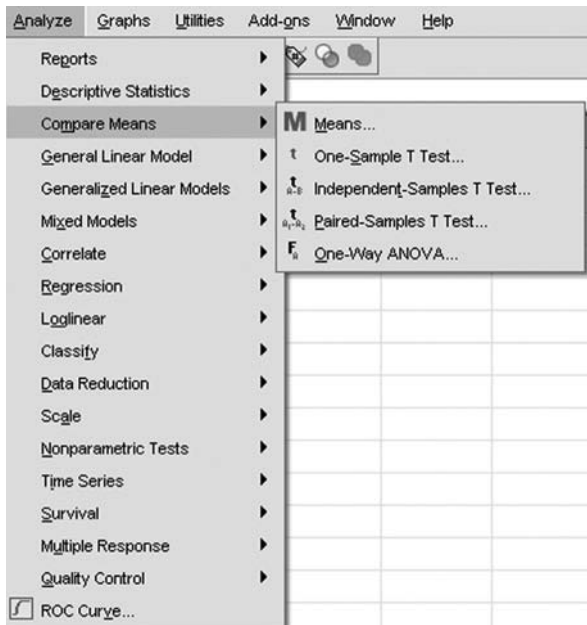 Analyze Graphs Utilities Add-ons Window Help
Reports
Descriptive Statistics
Compare Means
General Linear Model
Generalized Linear Models
Mixed Models
Correlate
Regression
Loglinear
Classify
Data Reduction
Scale
Nonparametric Tests
Time Series
Survival
Multiple Response
Quality Control
ROC Curve...
M Means...
t One-Sample T Test...
t A-B Independent-Samples T Test...
t A1-A2 Paired-Samples T Test...
F A One-Way ANOVA...